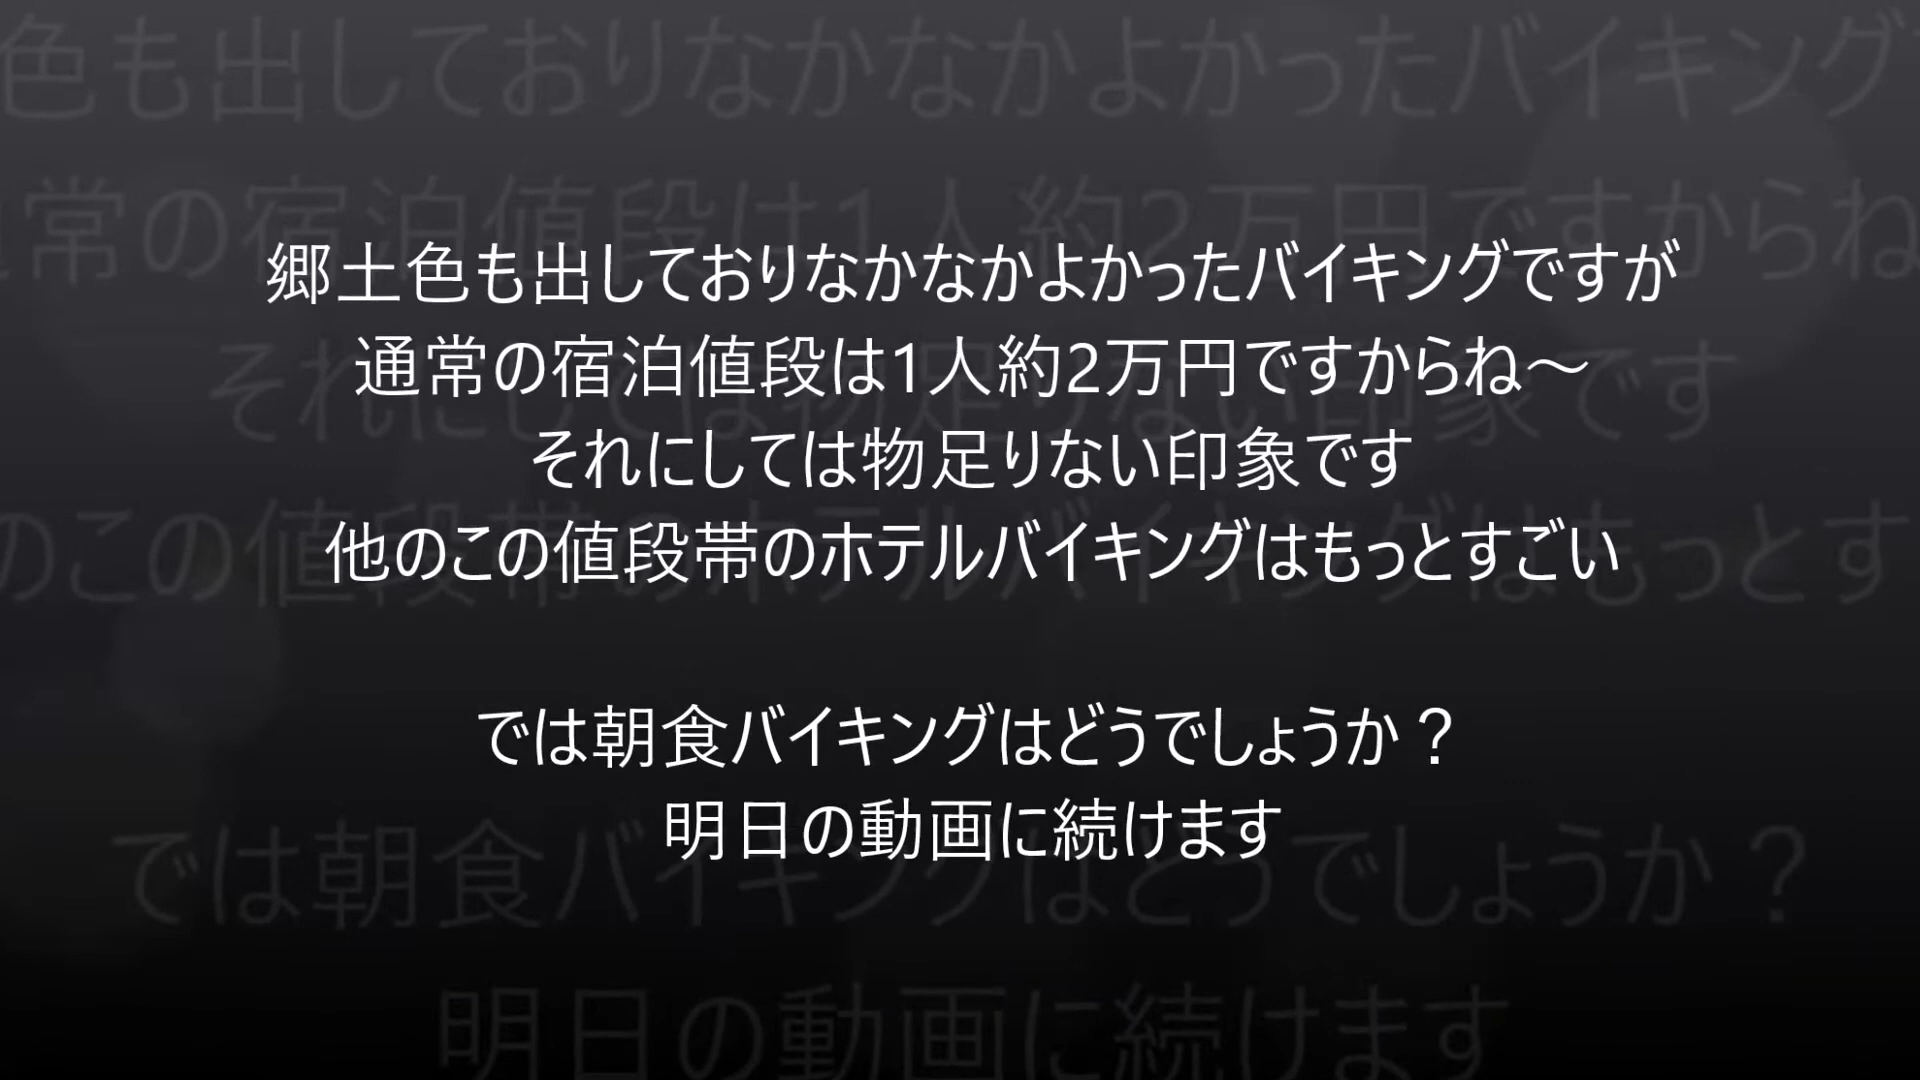 郷土色も出しておりなかなかよかったバイキングですが
通常の宿泊値段は1人約2万円ですからね～
それにしては物足りない印象です
他のこの値段帯のホテルバイキングはもっとすごい
では朝食バイキングはどうでしょうか？
明日の動画に続けます